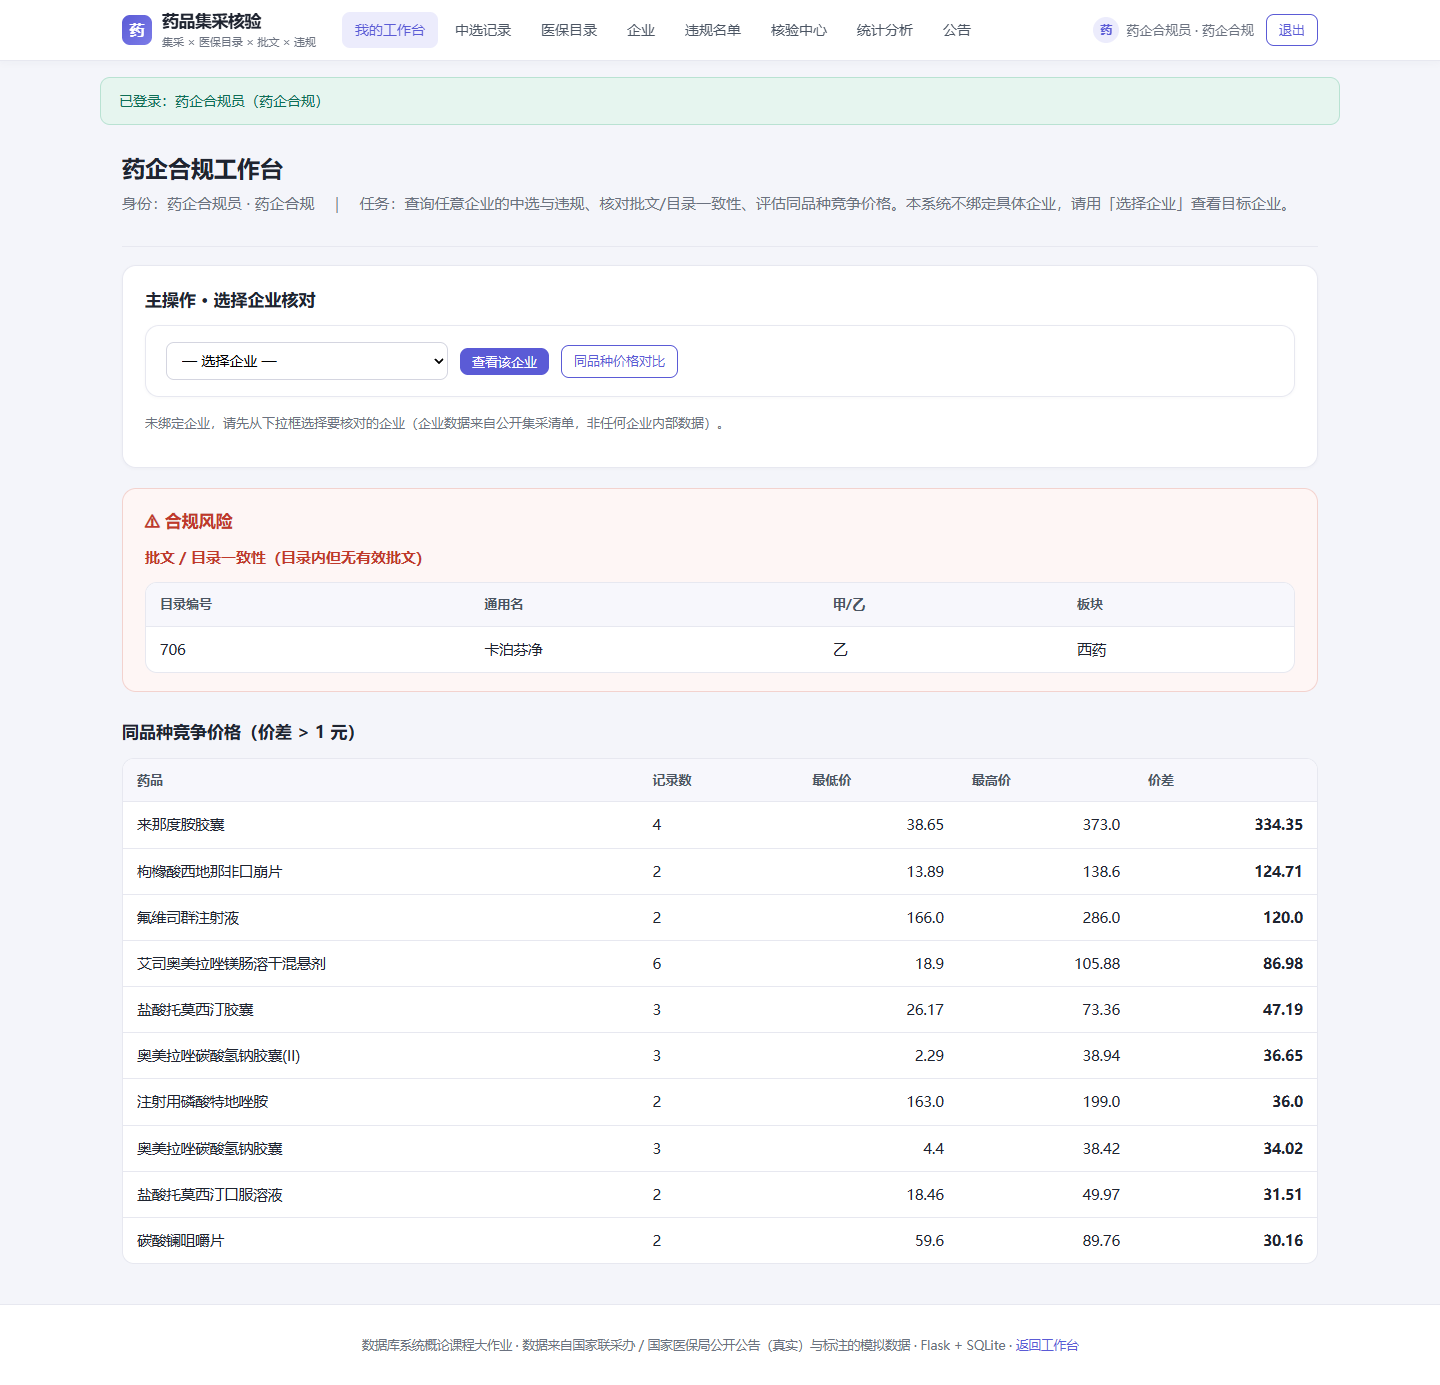 药
药品集采核验
集采 × 医保目录 × 批文 × 违规
我的工作台 中选记录 医保目录 企业 违规名单 核验中心 统计分析 公告
药 药企合规员 · 药企合规 退出
已登录：药企合规员（药企合规）
药企合规工作台
身份：药企合规员 · 药企合规 | 任务：查询任意企业的中选与违规、核对批文/目录一致性、评估同品种竞争价格。本系统不绑定具体企业，请用「选择企业」查看目标企业。
主操作 · 选择企业核对
— 选择企业 — 查看该企业 同品种价格对比
未绑定企业，请先从下拉框选择要核对的企业（企业数据来自公开集采清单，非任何企业内部数据）。
⚠ 合规风险
批文 / 目录一致性（目录内但无有效批文）
目录编号 通用名 甲/乙 板块
706 卡泊芬净 乙 西药
同品种竞争价格（价差 > 1 元）
药品 记录数 最低价 最高价 价差
来那度胺胶囊 4 38.65 373.0 334.35
枸橼酸西地那非口崩片 2 13.89 138.6 124.71
氟维司群注射液 2 166.0 286.0 120.0
艾司奥美拉唑镁肠溶干混悬剂 6 18.9 105.88 86.98
盐酸托莫西汀胶囊 3 26.17 73.36 47.19
奥美拉唑碳酸氢钠胶囊(II) 3 2.29 38.94 36.65
注射用磷酸特地唑胺 2 163.0 199.0 36.0
奥美拉唑碳酸氢钠胶囊 3 4.4 38.42 34.02
盐酸托莫西汀口服溶液 2 18.46 49.97 31.51
碳酸镧咀嚼片 2 59.6 89.76 30.16
数据库系统概论课程大作业 · 数据来自国家联采办 / 国家医保局公开公告（真实）与标注的模拟数据 · Flask + SQLite · 返回工作台